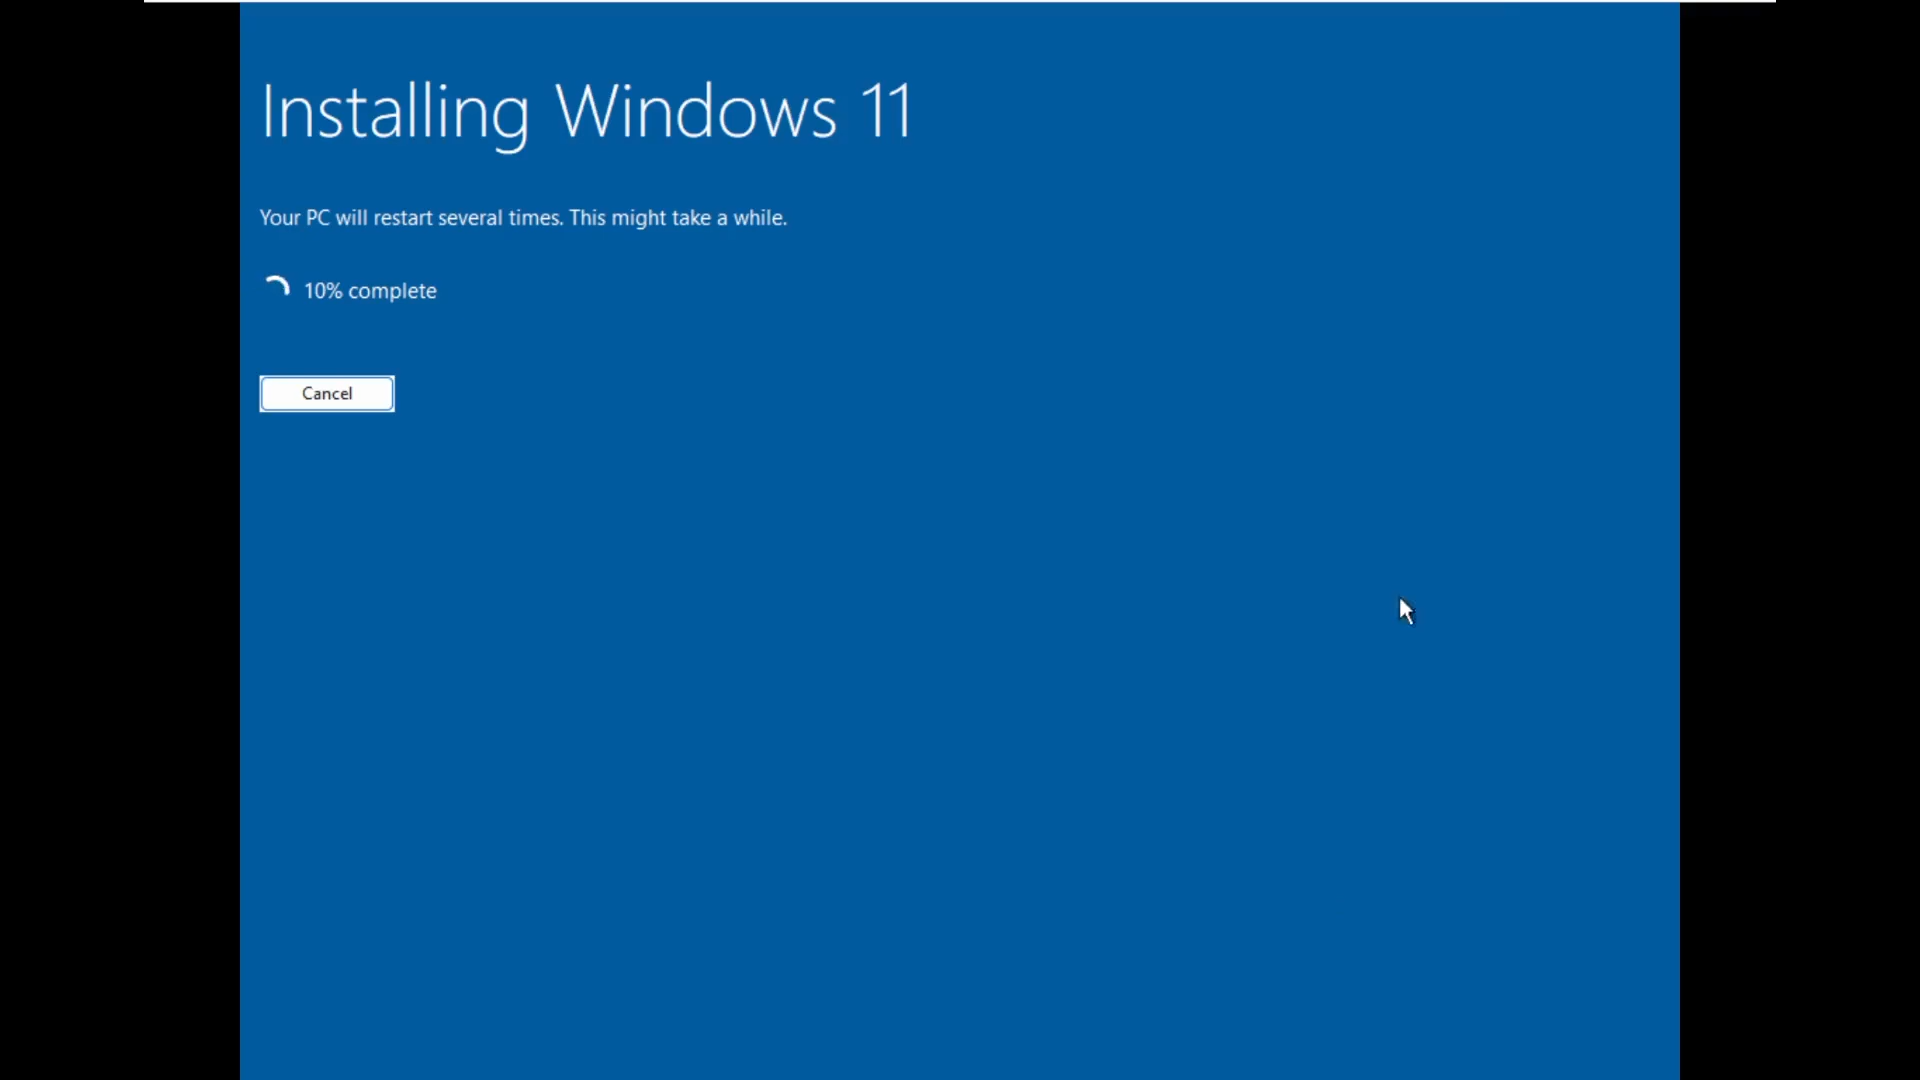 Installing Windows 11
Your PC will restart several times. This might take a while.
10% complete
Cancel